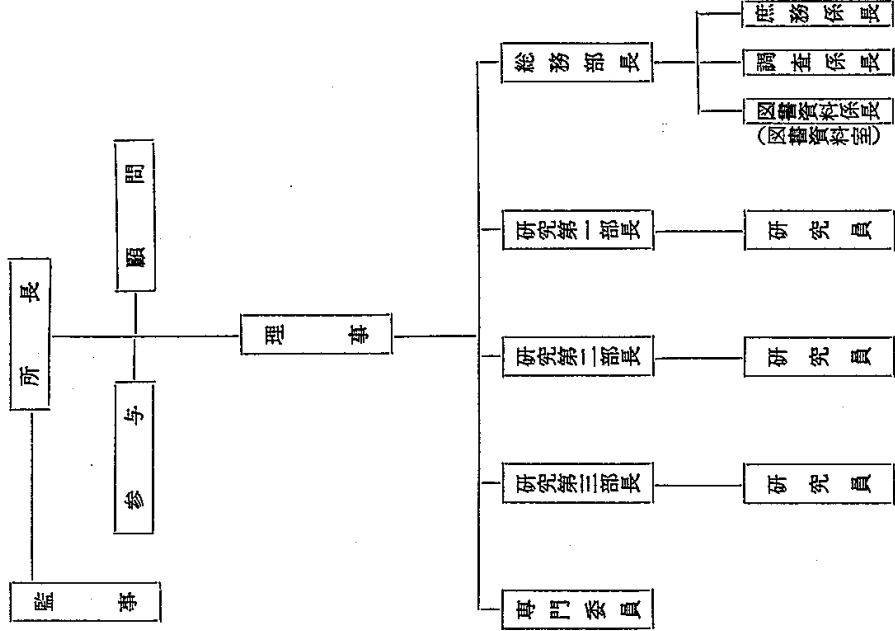 所長
監事
顧問
参与
理事
総務部長
庶務係長
調査係長
図書資料係長
(図書資料室)
研究第一部長
研究員
研究第二部長
研究員
研究第三部長
研究員
専門委員